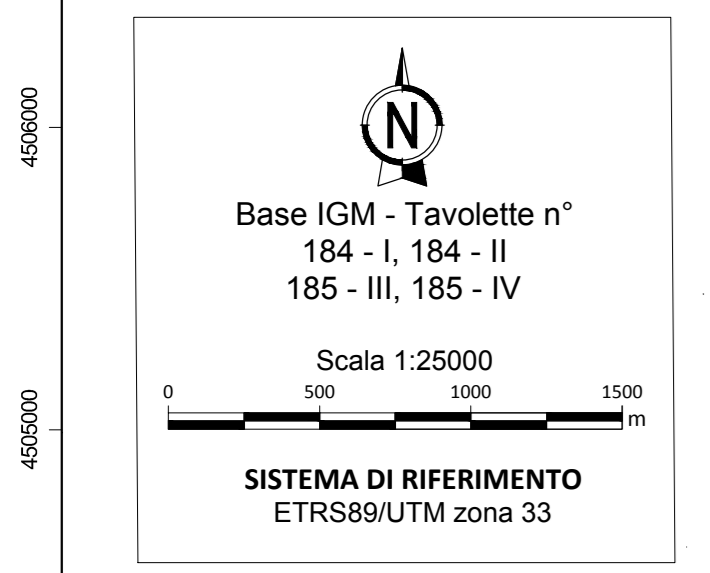 4506000
N
Base IGM - Tavolette n°
184 - I, 184 - II
185 - III, 185 - IV
Scala 1:25000
0 500 1000 1500
m
4505000
SISTEMA DI RIFERIMENTO
ETRS89/UTM zona 33